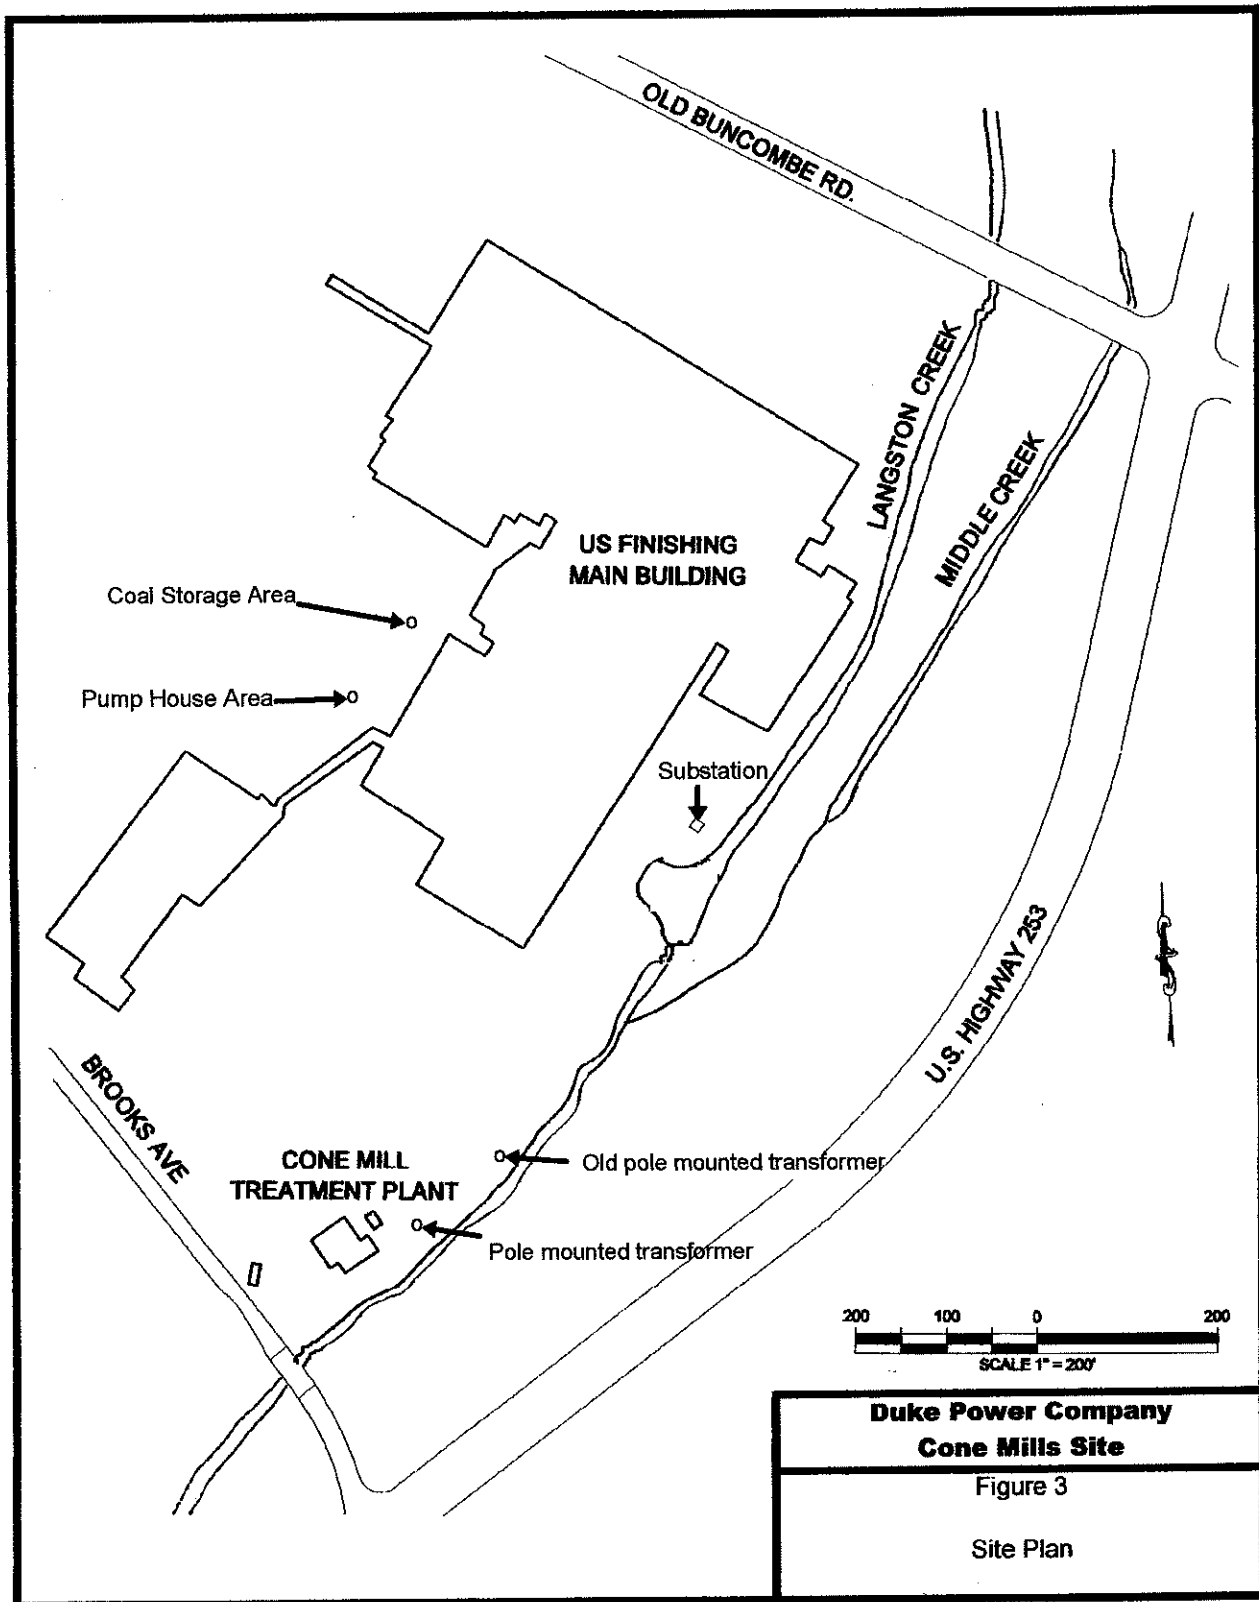 OLD BUNCOMBE RD.
LANGSTON CREEK
MIDDLE CREEK
US FINISHING
MAIN BUILDING
Coal Storage Area
Pump House Area
Substation
U.S. HIGHWAY 253
BROOKS AVE
CONE MILL
TREATMENT PLANT
Old pole mounted transformer
Pole mounted transformer
200 100 0 200
SCALE 1" = 200'
Duke Power Company
Cone Mills Site
Figure 3
Site Plan